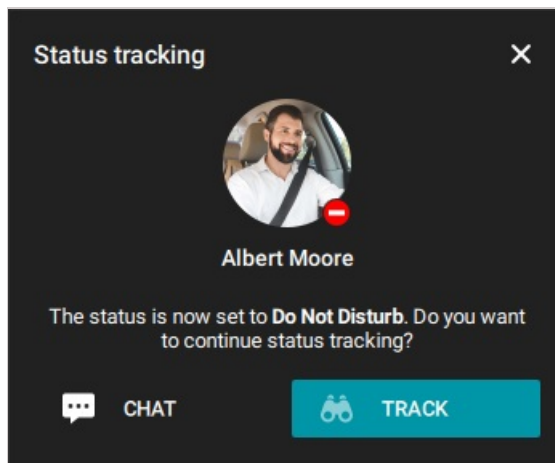 Status tracking
Albert Moore
The status is now set to Do Not Disturb. Do you want
to continue status tracking?
CHAT
TRACK